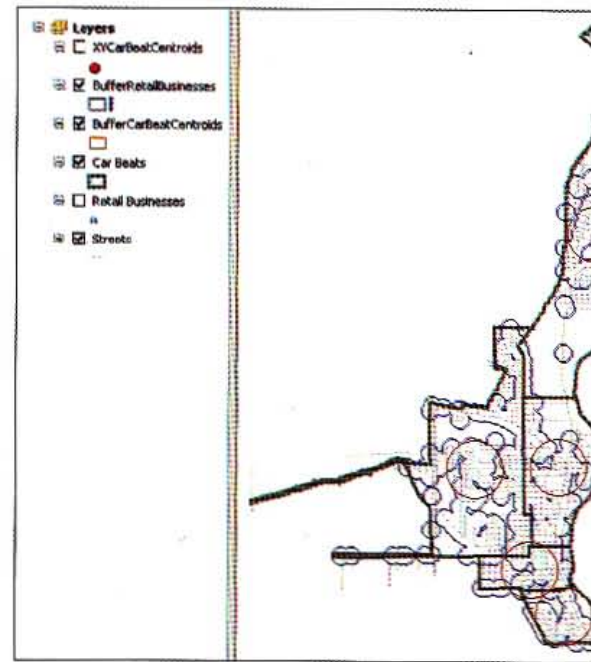 Layers
XYCarBeatCentroids
BufferRetailBusinesses
BufferCarBeatCentroids
Car Beats
Retail Businesses
Streets